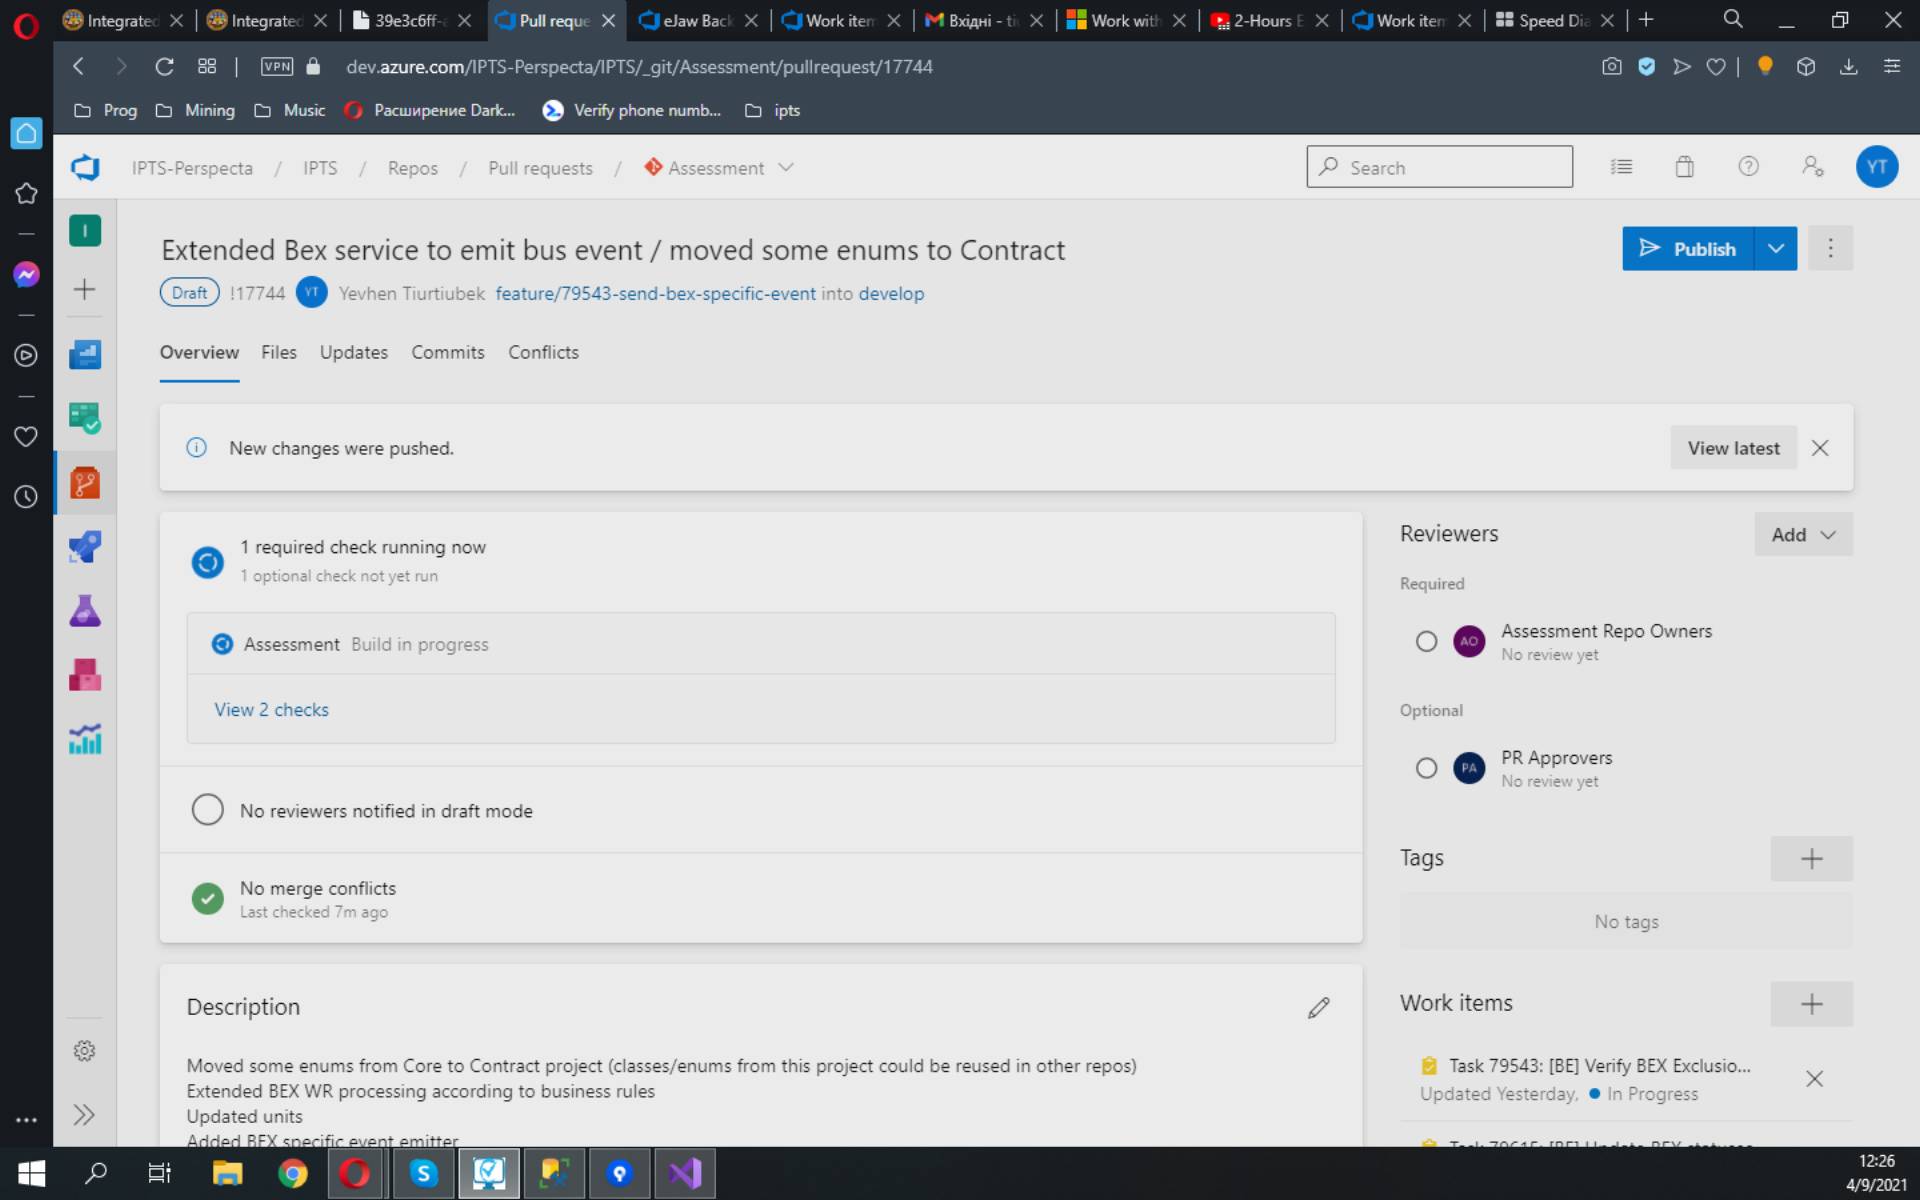 Integrated
Integrated
39e3c6ff-a
Pull reque
eJaw Back
Work item
Вхідні - ti
Work with
2-Hours E
Work item
Speed Dia
VPN
dev.azure.com/IPTS-Perspecta/IPTS/_git/Assessment/pullrequest/17744
Prog
Mining
Music
Расширение Dark...
Verify phone numb...
ipts
IPTS-Perspecta / IPTS / Repos / Pull requests / Assessment
Search
YT
I
Extended Bex service to emit bus event / moved some enums to Contract
Publish
Draft !17744 YT Yevhen Tiurtiubek feature/79543-send-bex-specific-event into develop
Overview Files Updates Commits Conflicts
New changes were pushed.
View latest
1 required check running now
1 optional check not yet run
Assessment Build in progress
View 2 checks
No reviewers notified in draft mode
No merge conflicts
Last checked 7m ago
Description
Moved some enums from Core to Contract project (classes/enums from this project could be reused in other repos)
Extended BEX WR processing according to business rules
Updated units
Added BEX specific event emitter
Reviewers
Add
Required
AO
Assessment Repo Owners
No review yet
Optional
PA
PR Approvers
No review yet
Tags
No tags
Work items
Task 79543: [BE] Verify BEX Exclusio...
Updated Yesterday, In Progress
Task 79615: [BE] Update BEX statuses
12:26
4/9/2021